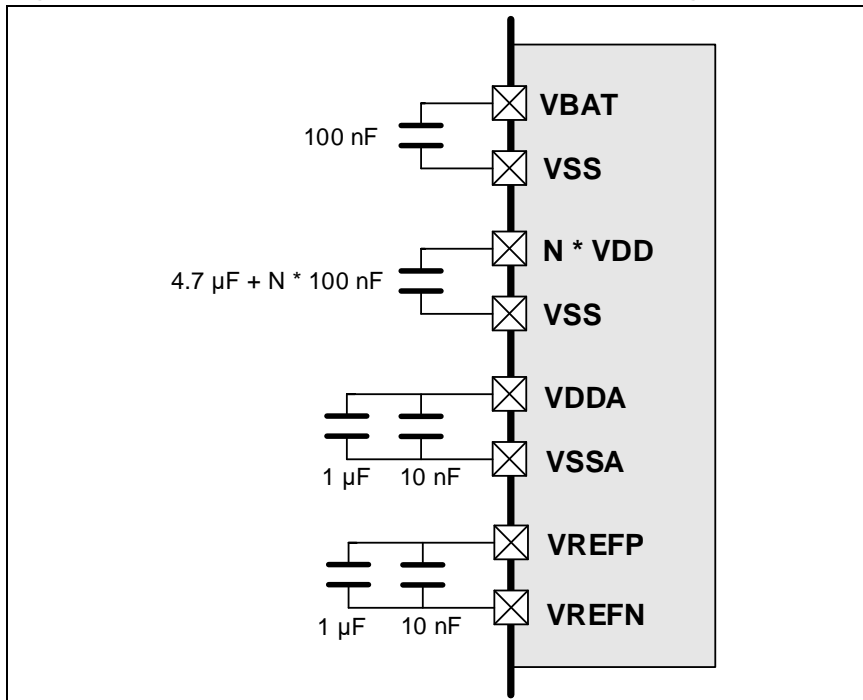 VBAT
100 nF
VSS
N * VDD
4.7 µF + N * 100 nF
VSS
VDDA
VSSA
1 µF 10 nF
VREFP
VREFN
1 µF 10 nF